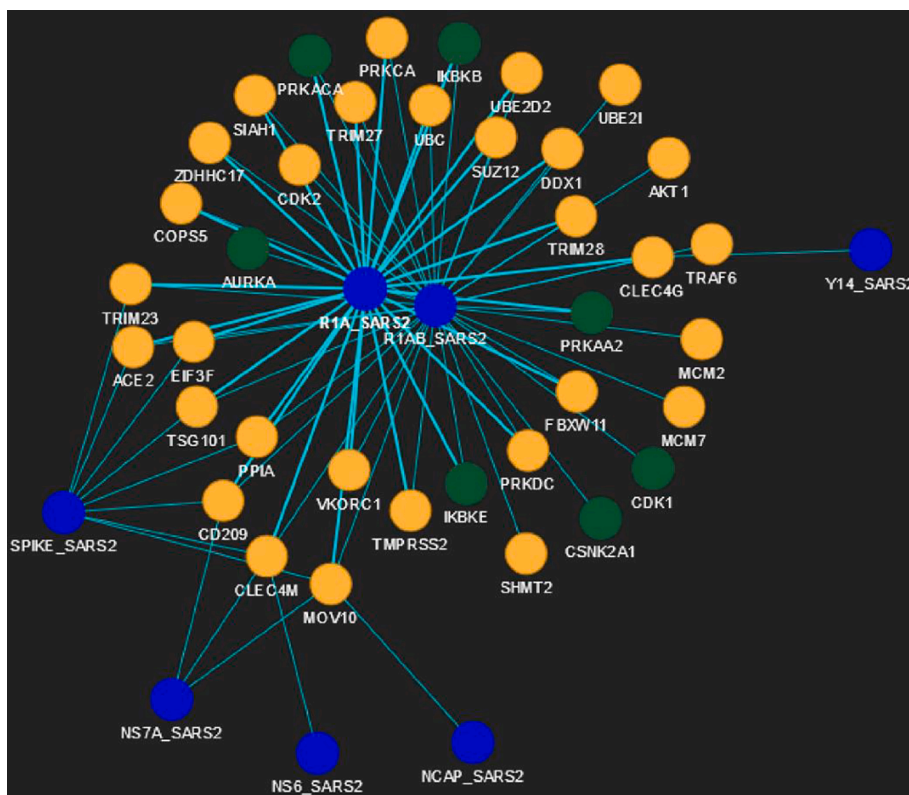 PRKCA
IKBKB
PRKACA
UBE2D2
UBE2I
SIAH1
TRIM27
UBC
SUZ12
ZDHHC17
CDK2
DDX1
AKT1
COPS5
TRIM28
AURKA
CLEC4G
TRAF6
Y14_SARS2
TRIM23
R1A_SARS2
R1AB_SARS2
PRKAA2
ACE2
EIF3F
MCM2
TSG101
FBXW11
MCM7
PPIA
PRKDC
CDK1
VKORC1
IKBKE
CD209
TMPRSS2
CSNK2A1
SPIKE_SARS2
CLEC4M
SHMT2
MOV10
NS7A_SARS2
NS6_SARS2
NCAP_SARS2